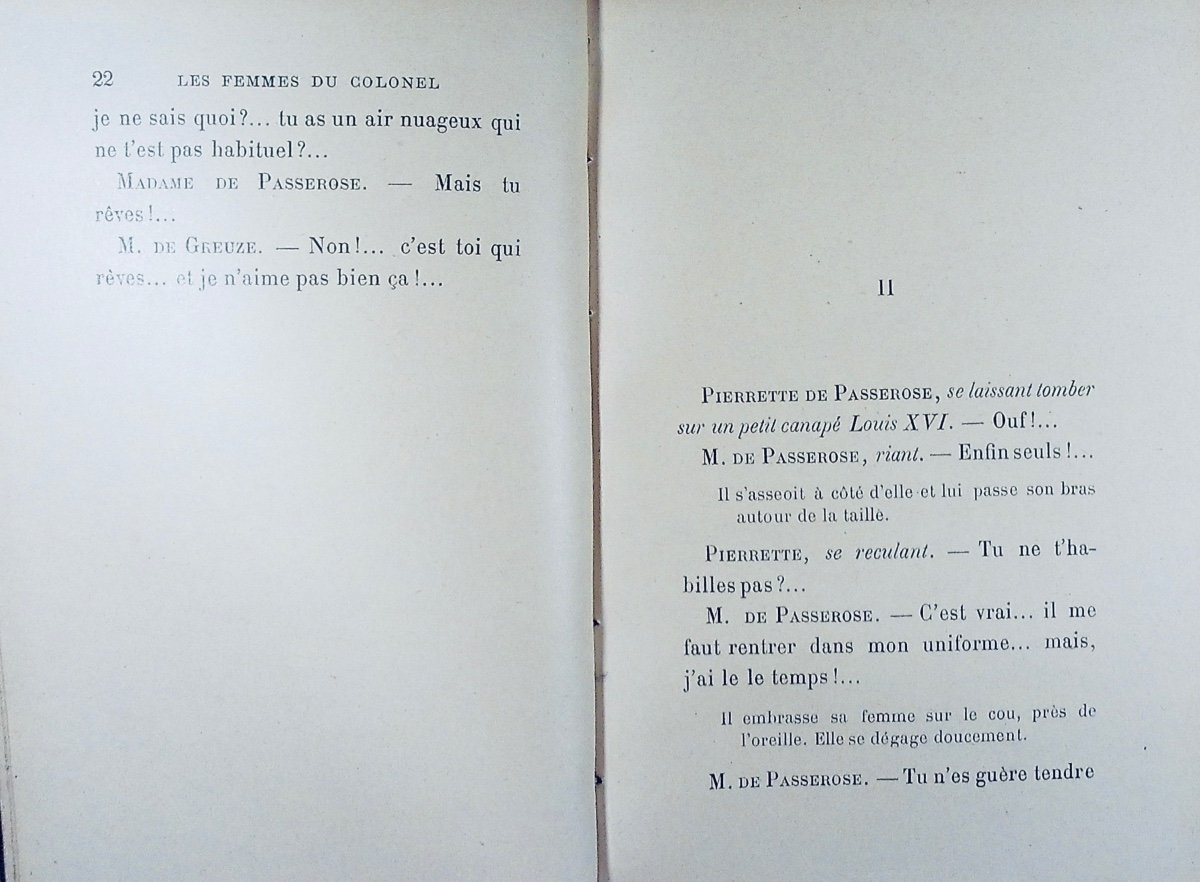 22 LES FEMMES DU COLONEL
je ne sais quoi ?... tu as un air nuageux qui
ne t'est pas habituel ?...
MADAME DE PASSEROSE. — Mais tu
rêves !...
M. DE GREUZE. — Non !... c'est toi qui
rêves... et je n'aime pas bien ça !...
II
PIERRETTE DE PASSEROSE, se laissant tomber
sur un petit canapé Louis XVI. — Ouf !...
M. DE PASSEROSE, riant. — Enfin seuls !...
Il s'asseoit à côté d'elle et lui passe son bras
autour de la taille.
PIERRETTE, se reculant. — Tu ne t'ha-
billes pas ?...
M. DE PASSEROSE. — C'est vrai... il me
faut rentrer dans mon uniforme... mais,
j'ai le le temps !...
Il embrasse sa femme sur le cou, près de
l'oreille. Elle se dégage doucement.
M. DE PASSEROSE. — Tu n'es guère tendre